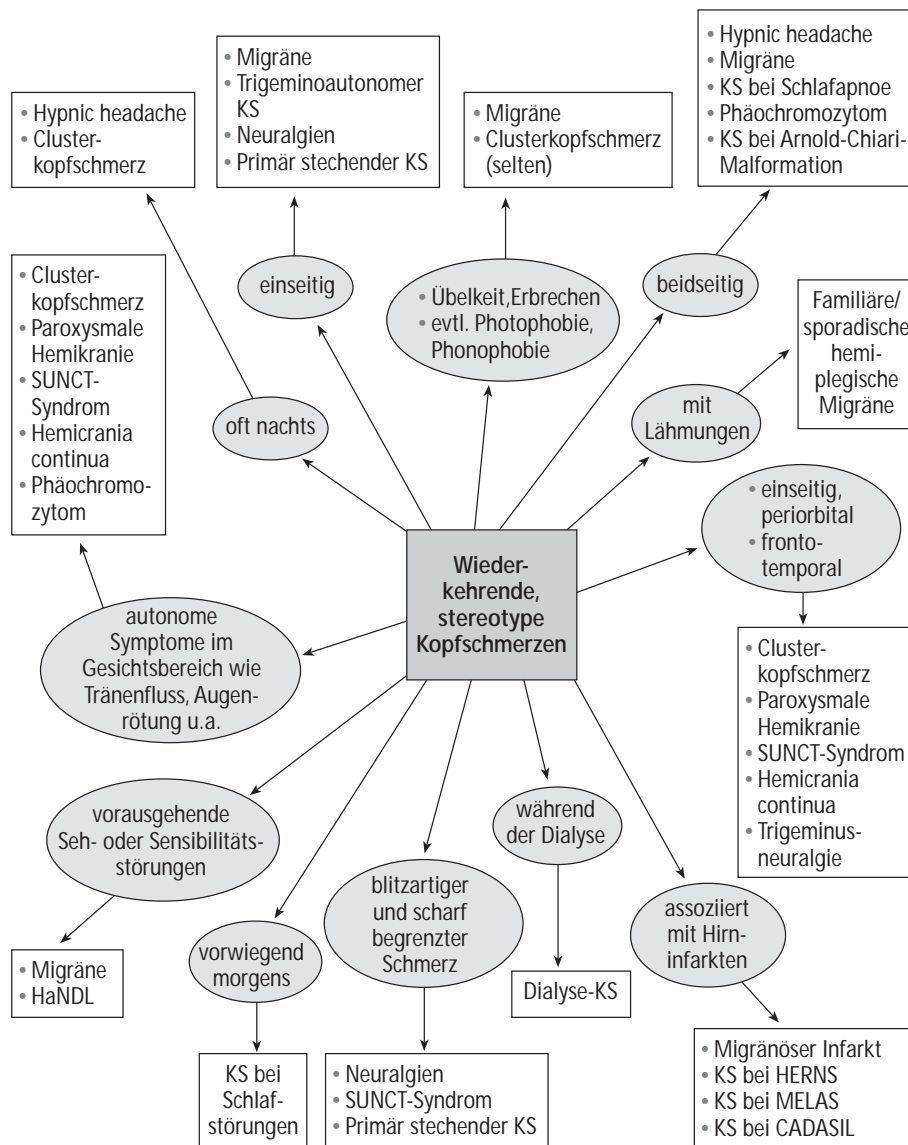 • Hypnic headache
• Migräne
• KS bei Schlafapnoe
• Phäochromozytom
• KS bei Arnold-Chiari-
Malformation
• Migräne
• Trigeminoautonomer
KS
• Neuralgien
• Primär stechender KS
• Hypnic headache
• Cluster-
kopfschmerz
• Migräne
• Clusterkopfschmerz
(selten)
• Cluster-
kopfschmerz
• Paroxysmale
Hemikranie
• SUNCT-
Syndrom
• Hemicrania
continua
• Phäochromo-
zytom
einseitig
• Übelkeit,Erbrechen
• evtl. Photophobie,
Phonophobie
beidseitig
Familiäre/
sporadische
hemi-
plegische
Migräne
oft nachts
mit
Lähmungen
• einseitig,
periorbital
• fronto-
temporal
Wieder-
kehrende,
stereotype
Kopfschmerzen
autonome
Symptome im
Gesichtsbereich wie
Tränenfluss, Augen-
rötung u.a.
• Cluster-
kopfschmerz
• Paroxysmale
Hemikranie
• SUNCT-Syndrom
• Hemicrania
continua
• Trigeminus-
neuralgie
vorausgehende
Seh- oder Sensibilitäts-
störungen
während
der Dialyse
blitzartiger
und scharf
begrenzter
Schmerz
assoziiert
mit Hirn-
infarkten
vorwiegend
morgens
• Migräne
• HaNDL
Dialyse-KS
KS bei
Schlaf-
störungen
• Neuralgien
• SUNCT-Syndrom
• Primär stechender KS
• Migränöser Infarkt
• KS bei HERNS
• KS bei MELAS
• KS bei CADASIL